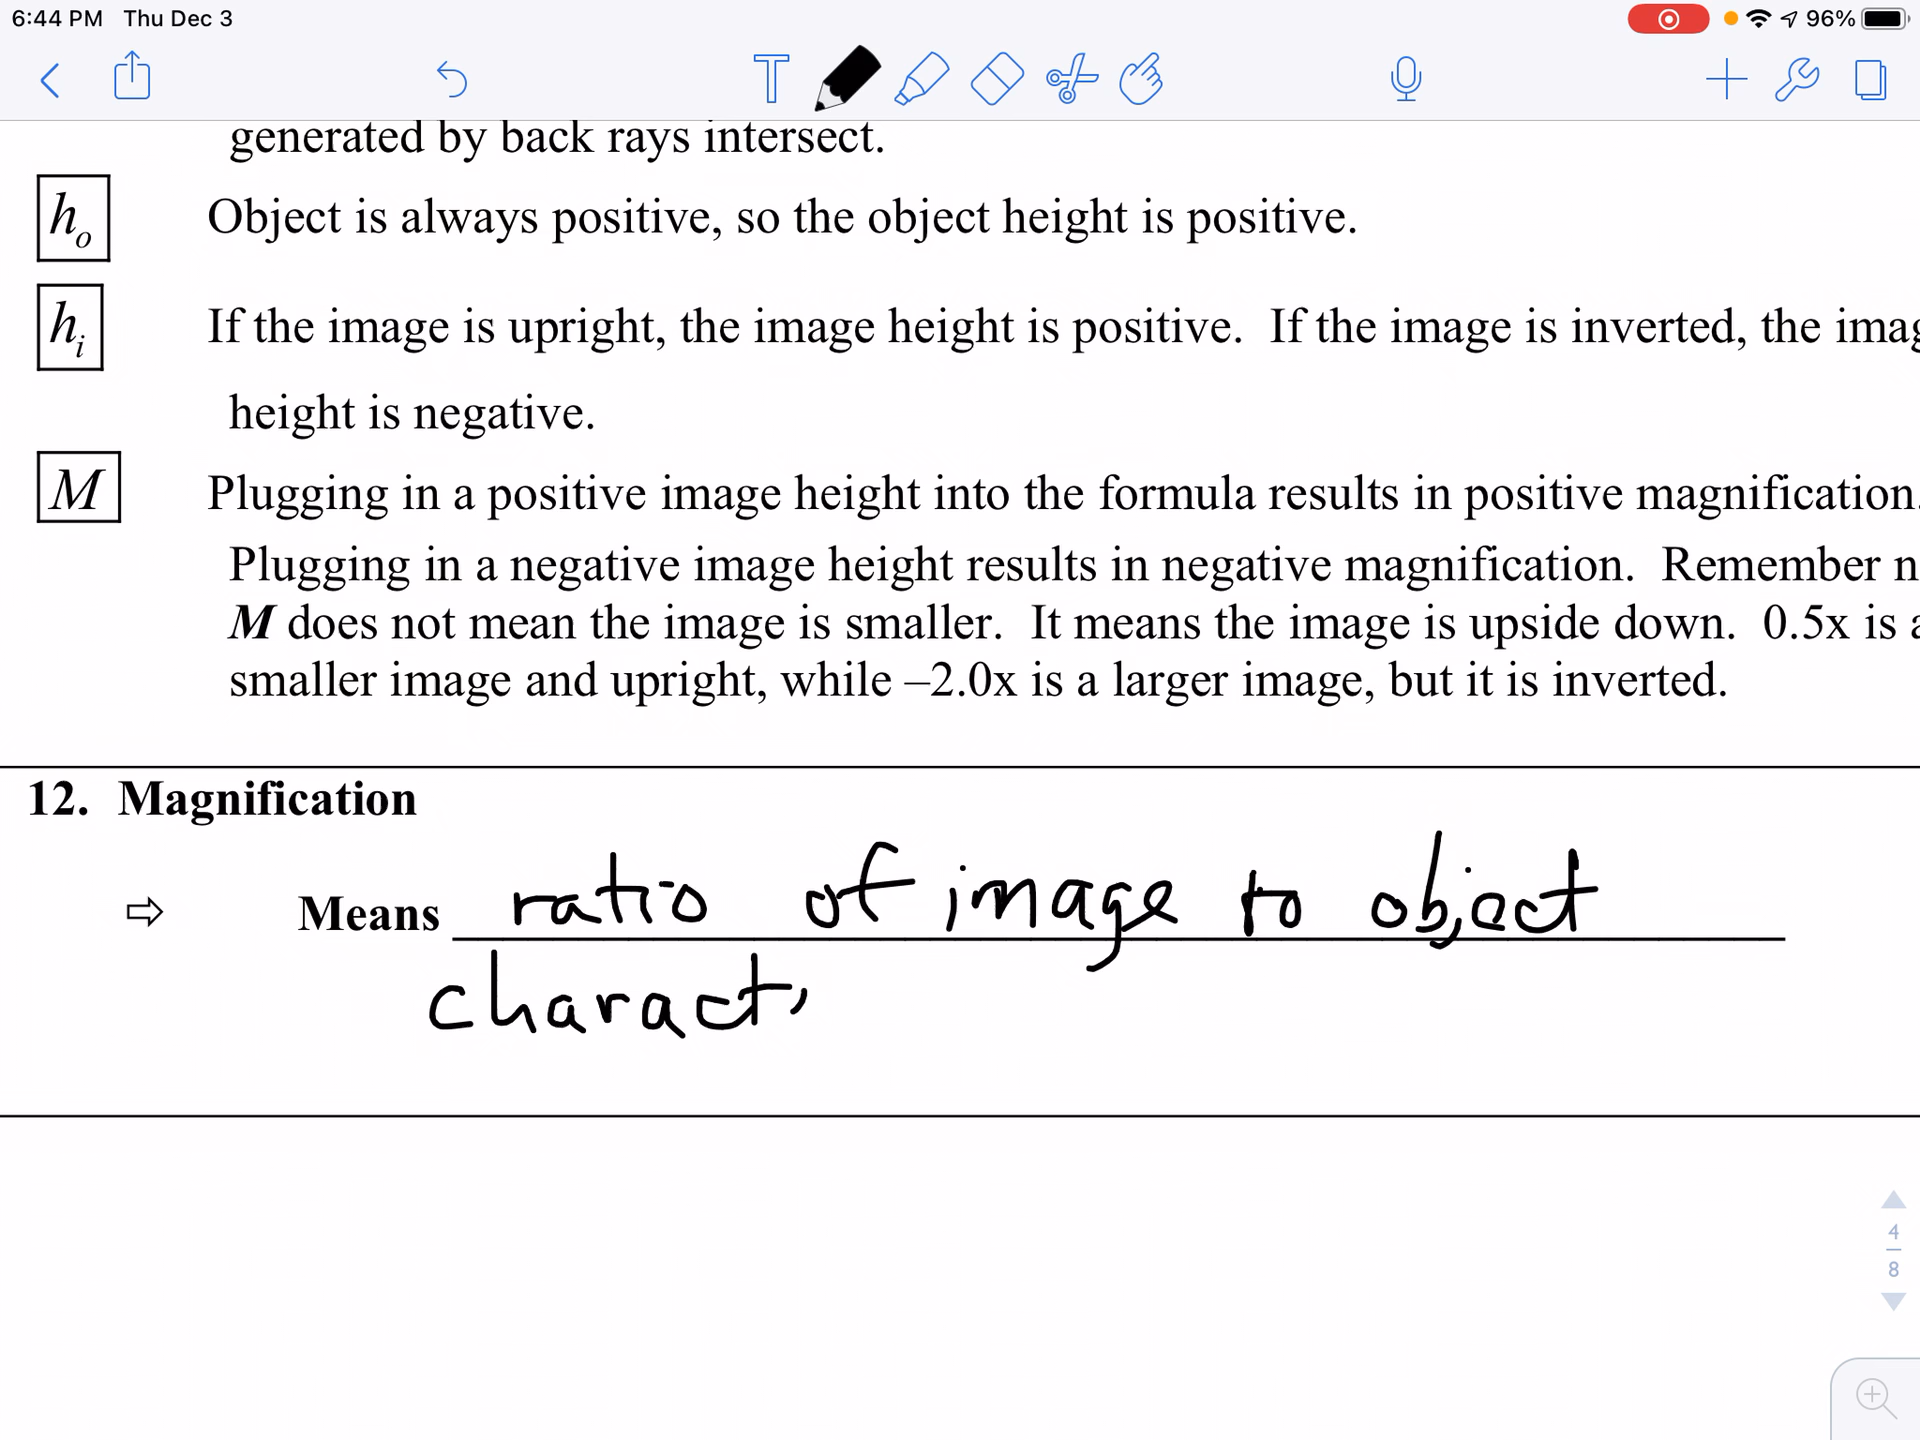 6:44 PM Thu Dec 3 96%
T
generated by back rays intersect.
hₒ Object is always positive, so the object height is positive.
hᵢ If the image is upright, the image height is positive. If the image is inverted, the imag
height is negative.
M Plugging in a positive image height into the formula results in positive magnification.
Plugging in a negative image height results in negative magnification. Remember n
M does not mean the image is smaller. It means the image is upside down. 0.5x is a
smaller image and upright, while –2.0x is a larger image, but it is inverted.
12. Magnification
⇨ Means ratio of image to object
charact
4
8